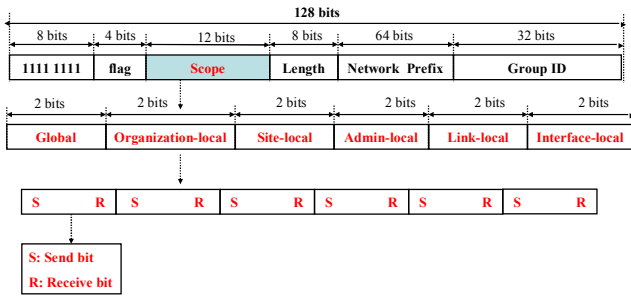 128 bits
8 bits 4 bits 12 bits 8 bits 64 bits 32 bits
1111 1111 flag Scope Length Network Prefix Group ID
2 bits 2 bits 2 bits 2 bits 2 bits 2 bits
Global Organization-local Site-local Admin-local Link-local Interface-local
S R S R S R S R S R S R
S: Send bit
R: Receive bit